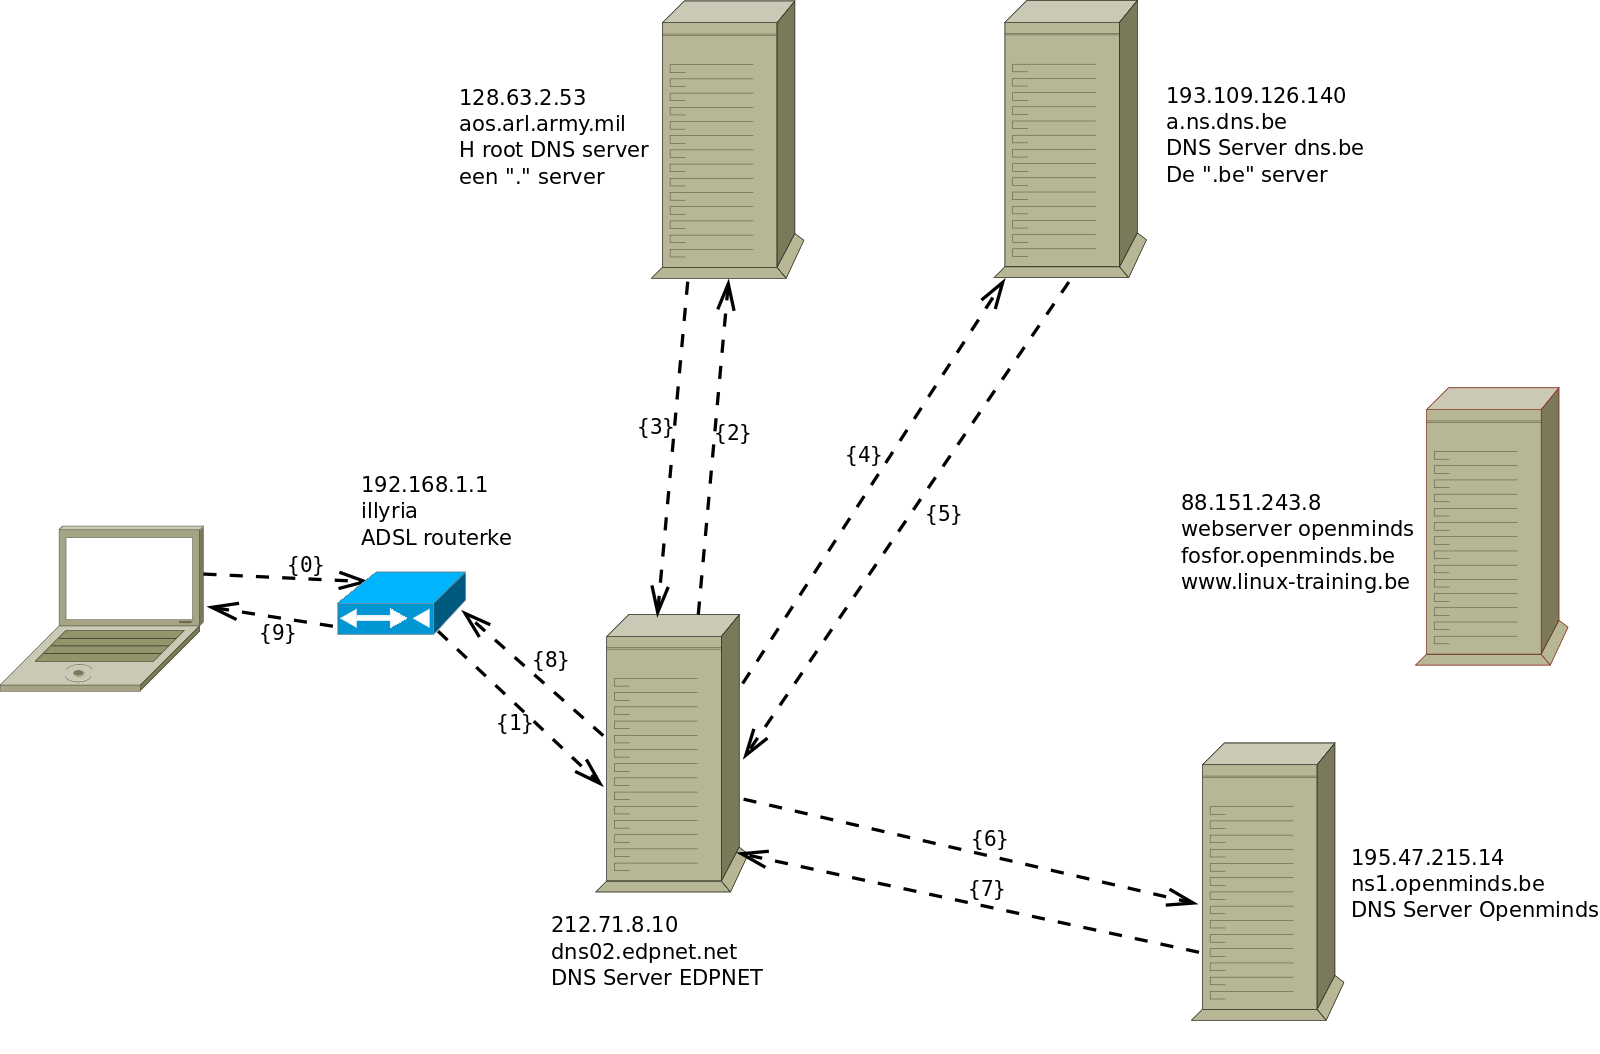 128.63.2.53
aos.arl.army.mil
H root DNS server
een "." server
193.109.126.140
a.ns.dns.be
DNS Server dns.be
De ".be" server
{3}
{2}
{4}
{5}
192.168.1.1
illyria
ADSL routerke
88.151.243.8
webserver openminds
fosfor.openminds.be
www.linux-training.be
{0}
{9}
{8}
{1}
{6}
{7}
195.47.215.14
ns1.openminds.be
DNS Server Openminds
212.71.8.10
dns02.edpnet.net
DNS Server EDPNET